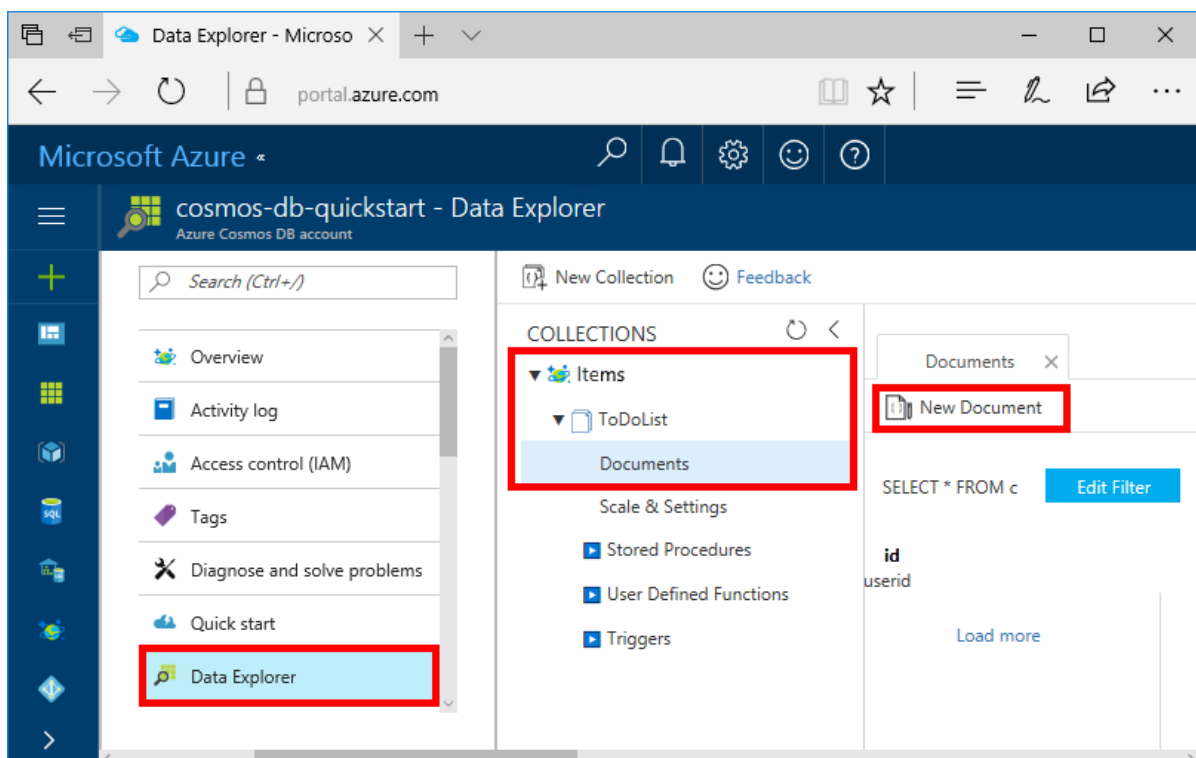 Data Explorer - Microso
portal.azure.com
Microsoft Azure «
cosmos-db-quickstart - Data Explorer
Azure Cosmos DB account
Search (Ctrl+/)
Overview
Activity log
Access control (IAM)
Tags
Diagnose and solve problems
Quick start
Data Explorer
SQL
New Collection
Feedback
COLLECTIONS
Items
ToDoList
Documents
Scale & Settings
Stored Procedures
User Defined Functions
Triggers
Documents
New Document
SELECT * FROM c
Edit Filter
id
userid
Load more